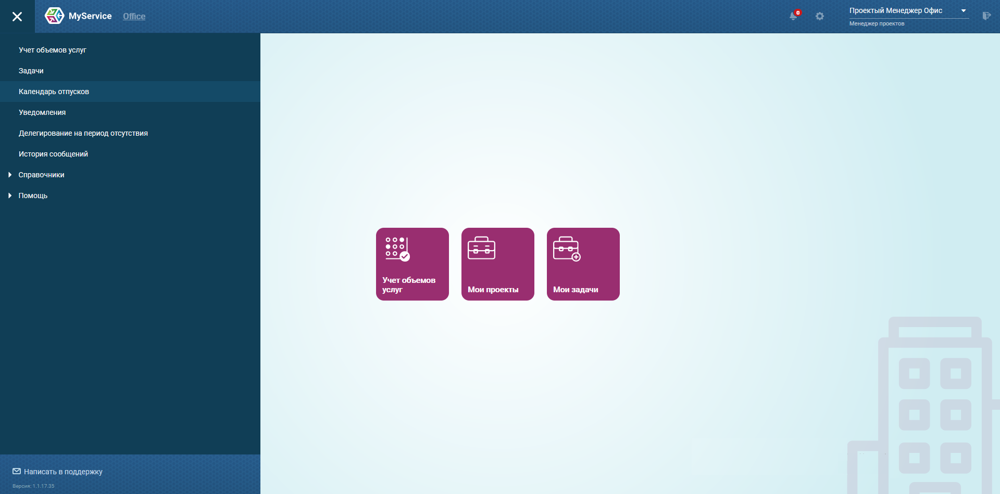 MyService Office
0
Проектый Менеджер Офис
Менеджер проектов
Учет объемов услуг
Задачи
Календарь отпусков
Уведомления
Делегирование на период отсутствия
История сообщений
Справочники
Помощь
Учет объемов
услуг
Мои проекты
Мои задачи
Написать в поддержку
Версия: 1.1.17.35